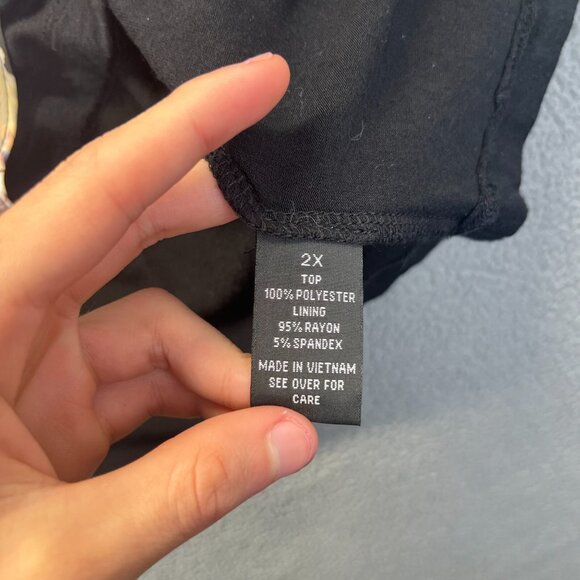 2X
TOP
100% POLYESTER
LINING
95% RAYON
5% SPANDEX
MADE IN VIETNAM
SEE OVER FOR
CARE